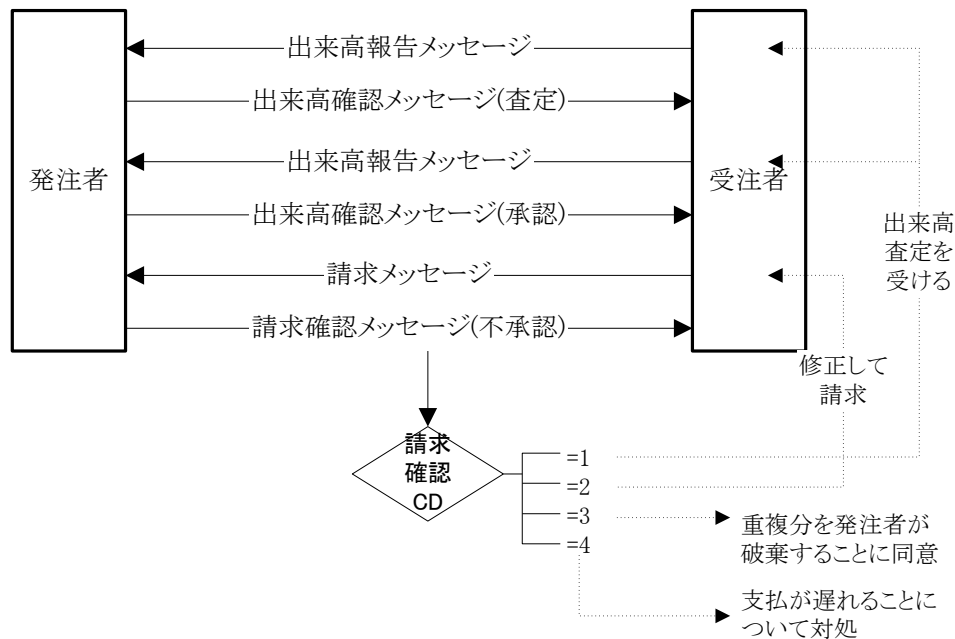 出来高報告メッセージ
出来高確認メッセージ(査定)
出来高報告メッセージ
発注者
受注者
出来高確認メッセージ(承認)
出来高
査定を
受ける
請求メッセージ
請求確認メッセージ(不承認)
修正して
請求
請求
確認
CD
=1
=2
=3
=4
重複分を発注者が
破棄することに同意
支払が遅れることに
ついて対処